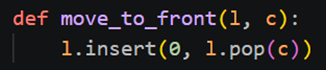 def move_to_front(l, c):
    l.insert(0, l.pop(c))